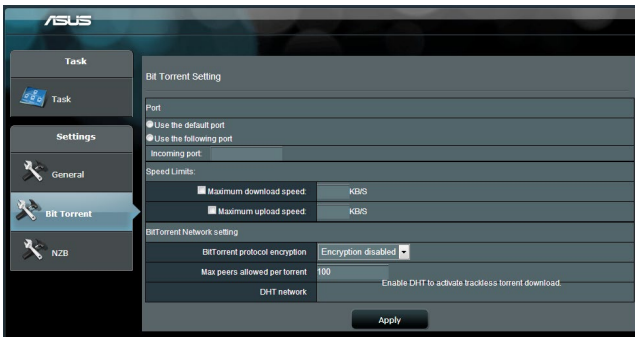 ASUS
Task
Task
Settings
General
Bit Torrent
NZB
Bit Torrent Setting
Port
Use the default port
Use the following port
Incoming port:
Speed Limits:
Maximum download speed: KB/S
Maximum upload speed: KB/S
BitTorrent Network setting
BitTorrent protocol encryption Encryption disabled
Max peers allowed per torrent 100
DHT network Enable DHT to activate trackless torrent download.
Apply